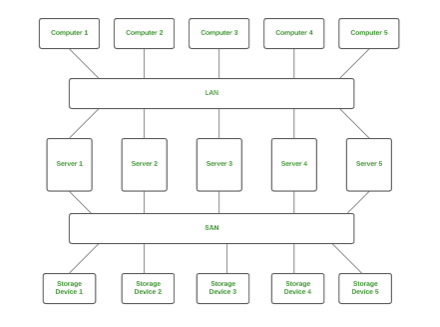 Computer 1
Computer 2
Computer 3
Computer 4
Computer 5
LAN
Server 1
Server 2
Server 3
Server 4
Server 5
SAN
Storage
Device 1
Storage
Device 2
Storage
Device 3
Storage
Device 4
Storage
Device 5